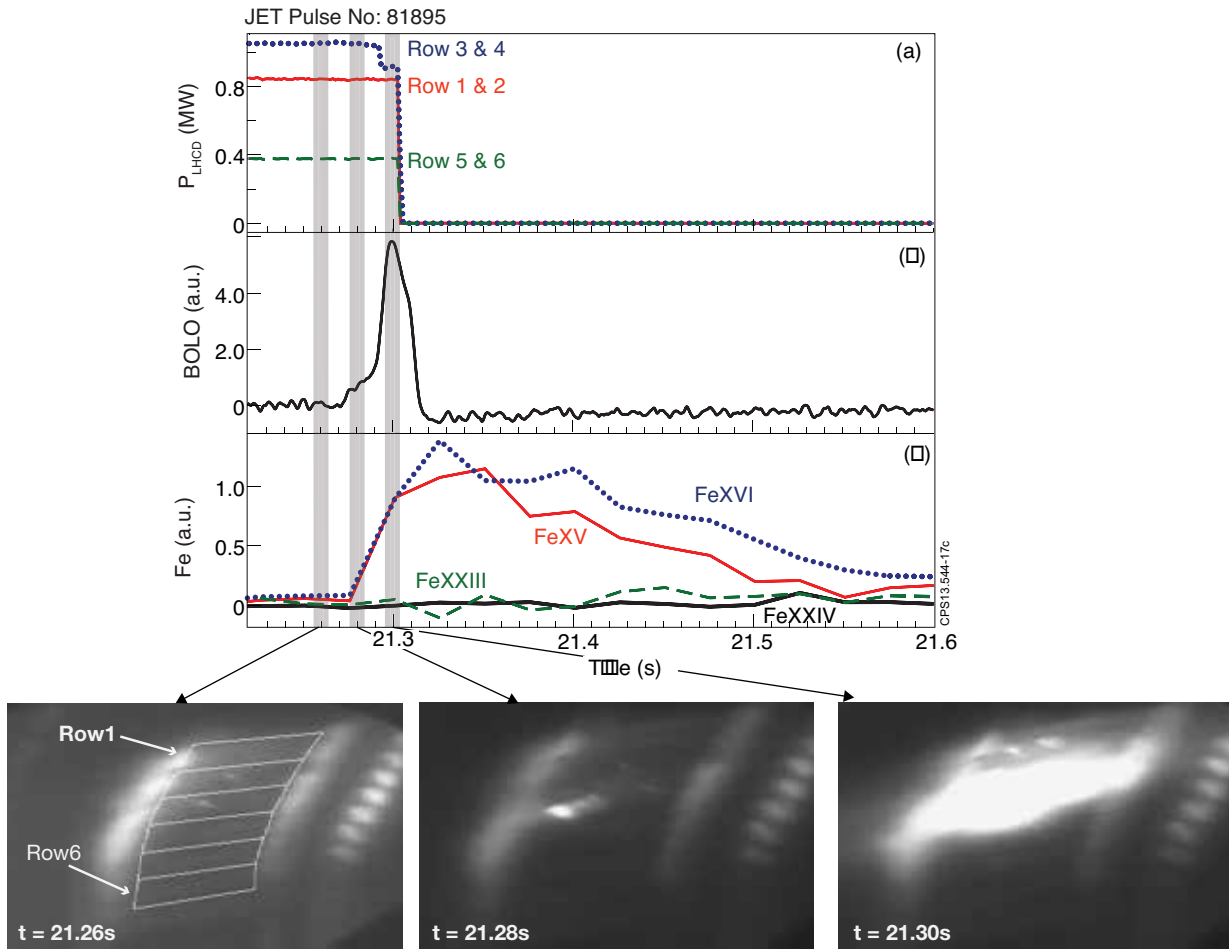 JET Pulse No: 81895
(a)
Row 3 & 4
Row 1 & 2
Row 5 & 6
P_LHCD (MW)
0.8
0.4
0
(□)
BOLO (a.u.)
4.0
2.0
0
(□)
Fe (a.u.)
1.0
0.5
0
FeXVI
FeXV
FeXXIII
FeXXIV
CPS13.544-17c
21.3
21.4
21.5
21.6
(s)
Row1
Row6
t = 21.26s
t = 21.28s
t = 21.30s